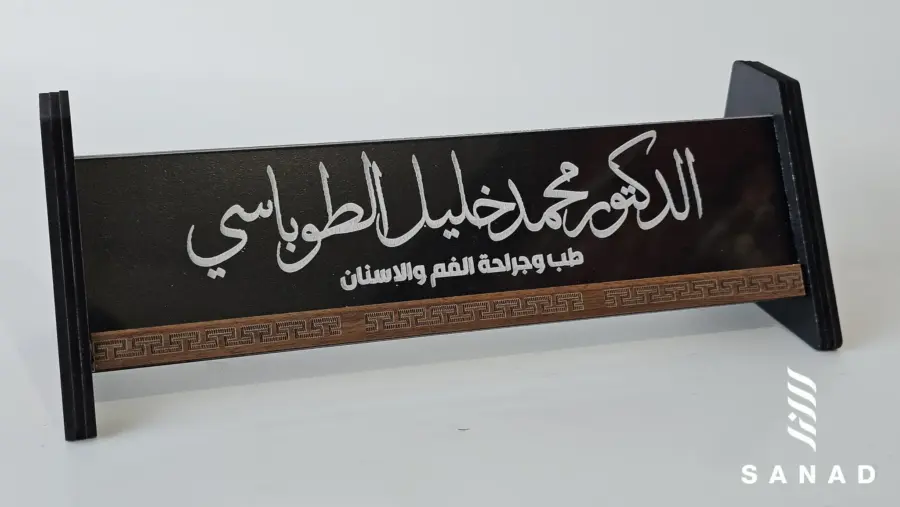 الدكتور محمد خليل الطوباسي
طب وجراحة الفم والاسنان
SANAD